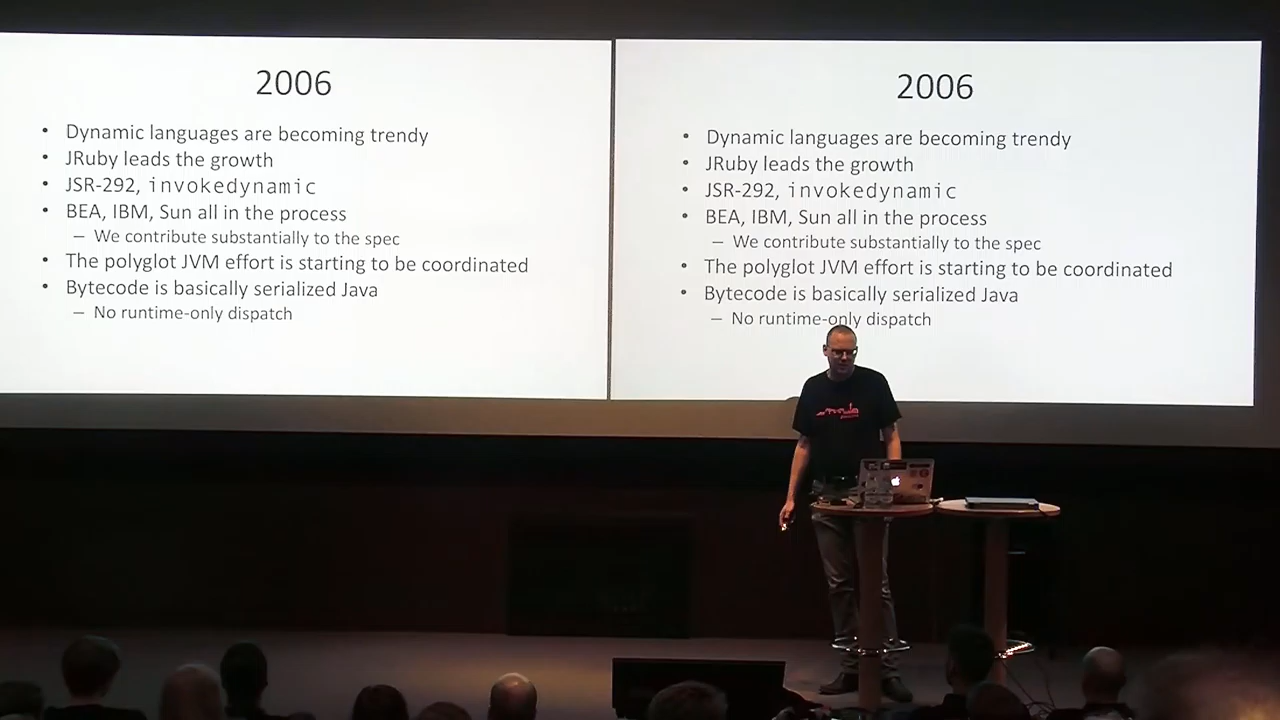 2006
• Dynamic languages are becoming trendy
• JRuby leads the growth
• JSR-292, invokedynamic
• BEA, IBM, Sun all in the process
– We contribute substantially to the spec
• The polyglot JVM effort is starting to be coordinated
• Bytecode is basically serialized Java
– No runtime-only dispatch
2006
• Dynamic languages are becoming trendy
• JRuby leads the growth
• JSR-292, invokedynamic
• BEA, IBM, Sun all in the process
– We contribute substantially to the spec
• The polyglot JVM effort is starting to be coordinated
• Bytecode is basically serialized Java
– No runtime-only dispatch